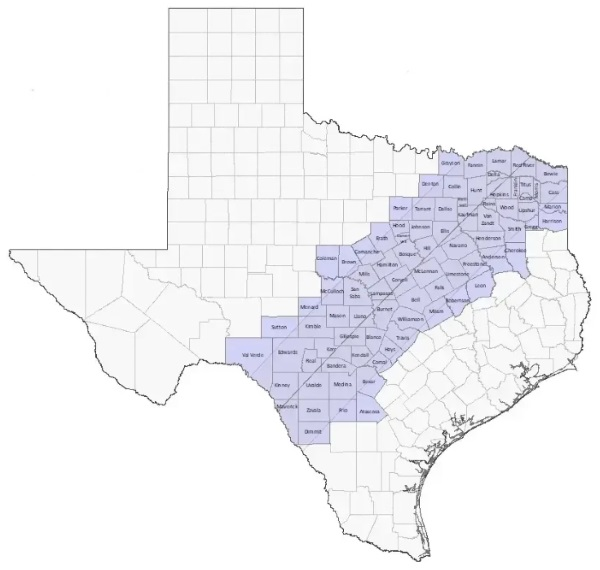 Grayson
Fannin
Lamar
Red River
Bowie
Delta
Titus
Cass
Denton
Collin
Hunt
Hopkins
Camp
Marion
Parker
Tarrant
Dallas
Kaufman
Wood
Upshur
Harrison
Van
Zandt
Smith
Gregg
Hood
Johnson
Ellis
Henderson
Erath
Cherokee
Comanche
Bosque
Hill
Navarro
Anderson
Coleman
Brown
Hamilton
Freestone
Mills
McLennan
Limestone
Coryell
Leon
McCulloch
San
Saba
Lampasas
Falls
Bell
Robertson
Menard
Mason
Llano
Burnet
Milam
Williamson
Sutton
Kimble
Gillespie
Blanco
Travis
Hays
Val Verde
Edwards
Kerr
Kendall
Comal
Real
Bandera
Kinney
Uvalde
Medina
Bexar
Maverick
Zavala
Frio
Atascosa
Dimmit